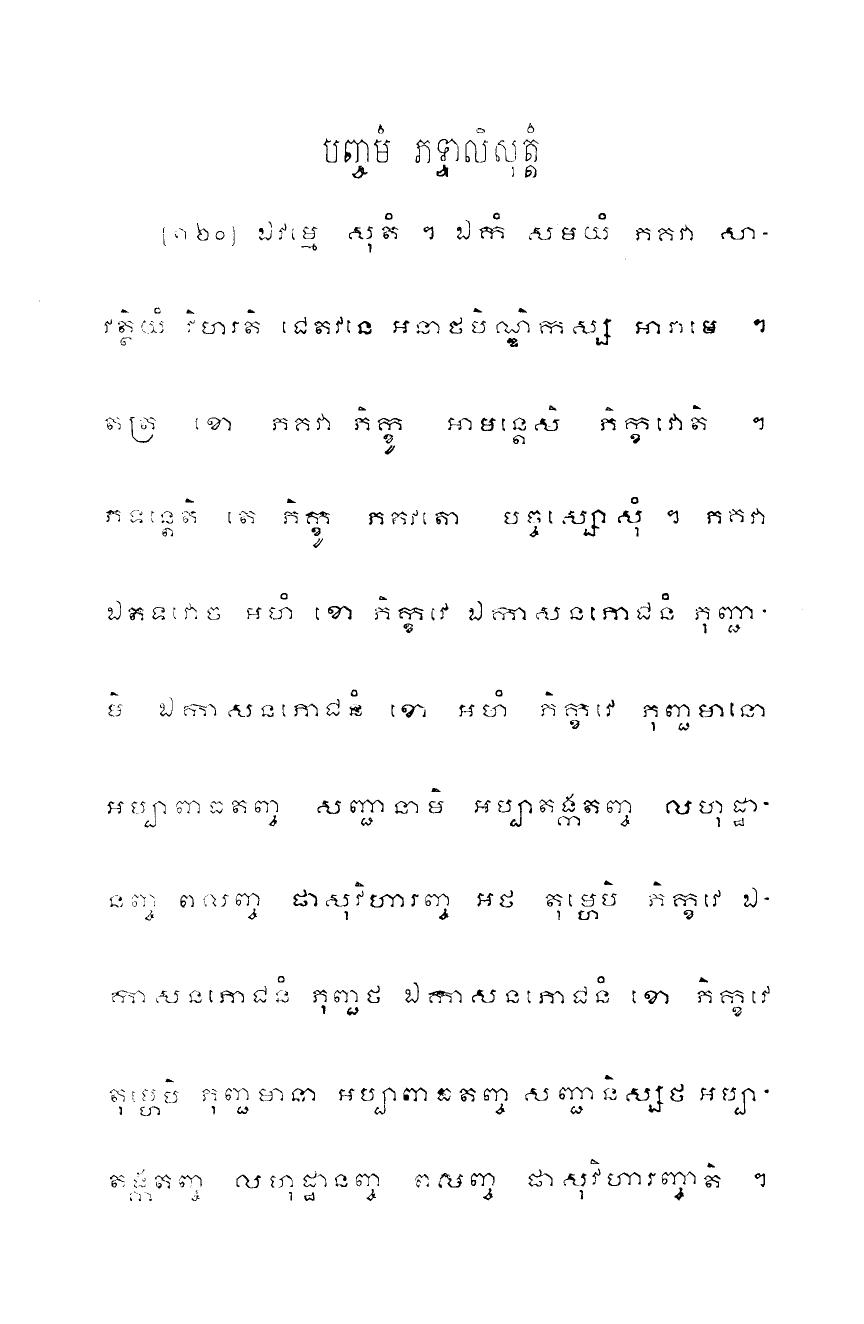 បញ្ចមំ ភទ្ទាលិសុត្តំ
[១៦០] ឯវម្មេ សុតំ ។ ឯកំ សមយំ ភគវា សា-
វត្ថិយំ វិហរតិ ជេតវនេ អនាថបិណ្ឌិកស្ស អារាមេ ។
តត្រ ខោ ភគវា ភិក្ខូ អាមន្តេសិ ភិក្ខវោតិ ។
ភទន្តេតិ តេ ភិក្ខូ ភគវតោ បច្ចស្សោសុំ ។ ភគវា
ឯតទវោច អហំ ខោ ភិក្ខវេ ឯកាសនភោជនំ ភុញ្ជា-
មិ ឯកាសនភោជនំ ខោ អហំ ភិក្ខវេ ភុញ្ជមានោ
អប្បាពាធតញ្ច សញ្ជានាមិ អប្បាតង្កតញ្ច លហុដ្ឋា-
នញ្ច ពលញ្ច ផាសុវិហារញ្ច អថ តុម្ហេបិ ភិក្ខវេ ឯ-
កាសនភោជនំ ភុញ្ជថ ឯកាសនភោជនំ ខោ ភិក្ខវេ
តុម្ហេបិ ភុញ្ជមានា អប្បាពាធតញ្ច សញ្ជានិស្សថ អប្បា-
តង្កតញ្ច លហុដ្ឋានញ្ច ពលញ្ច ផាសុវិហារញ្ចាតិ ។